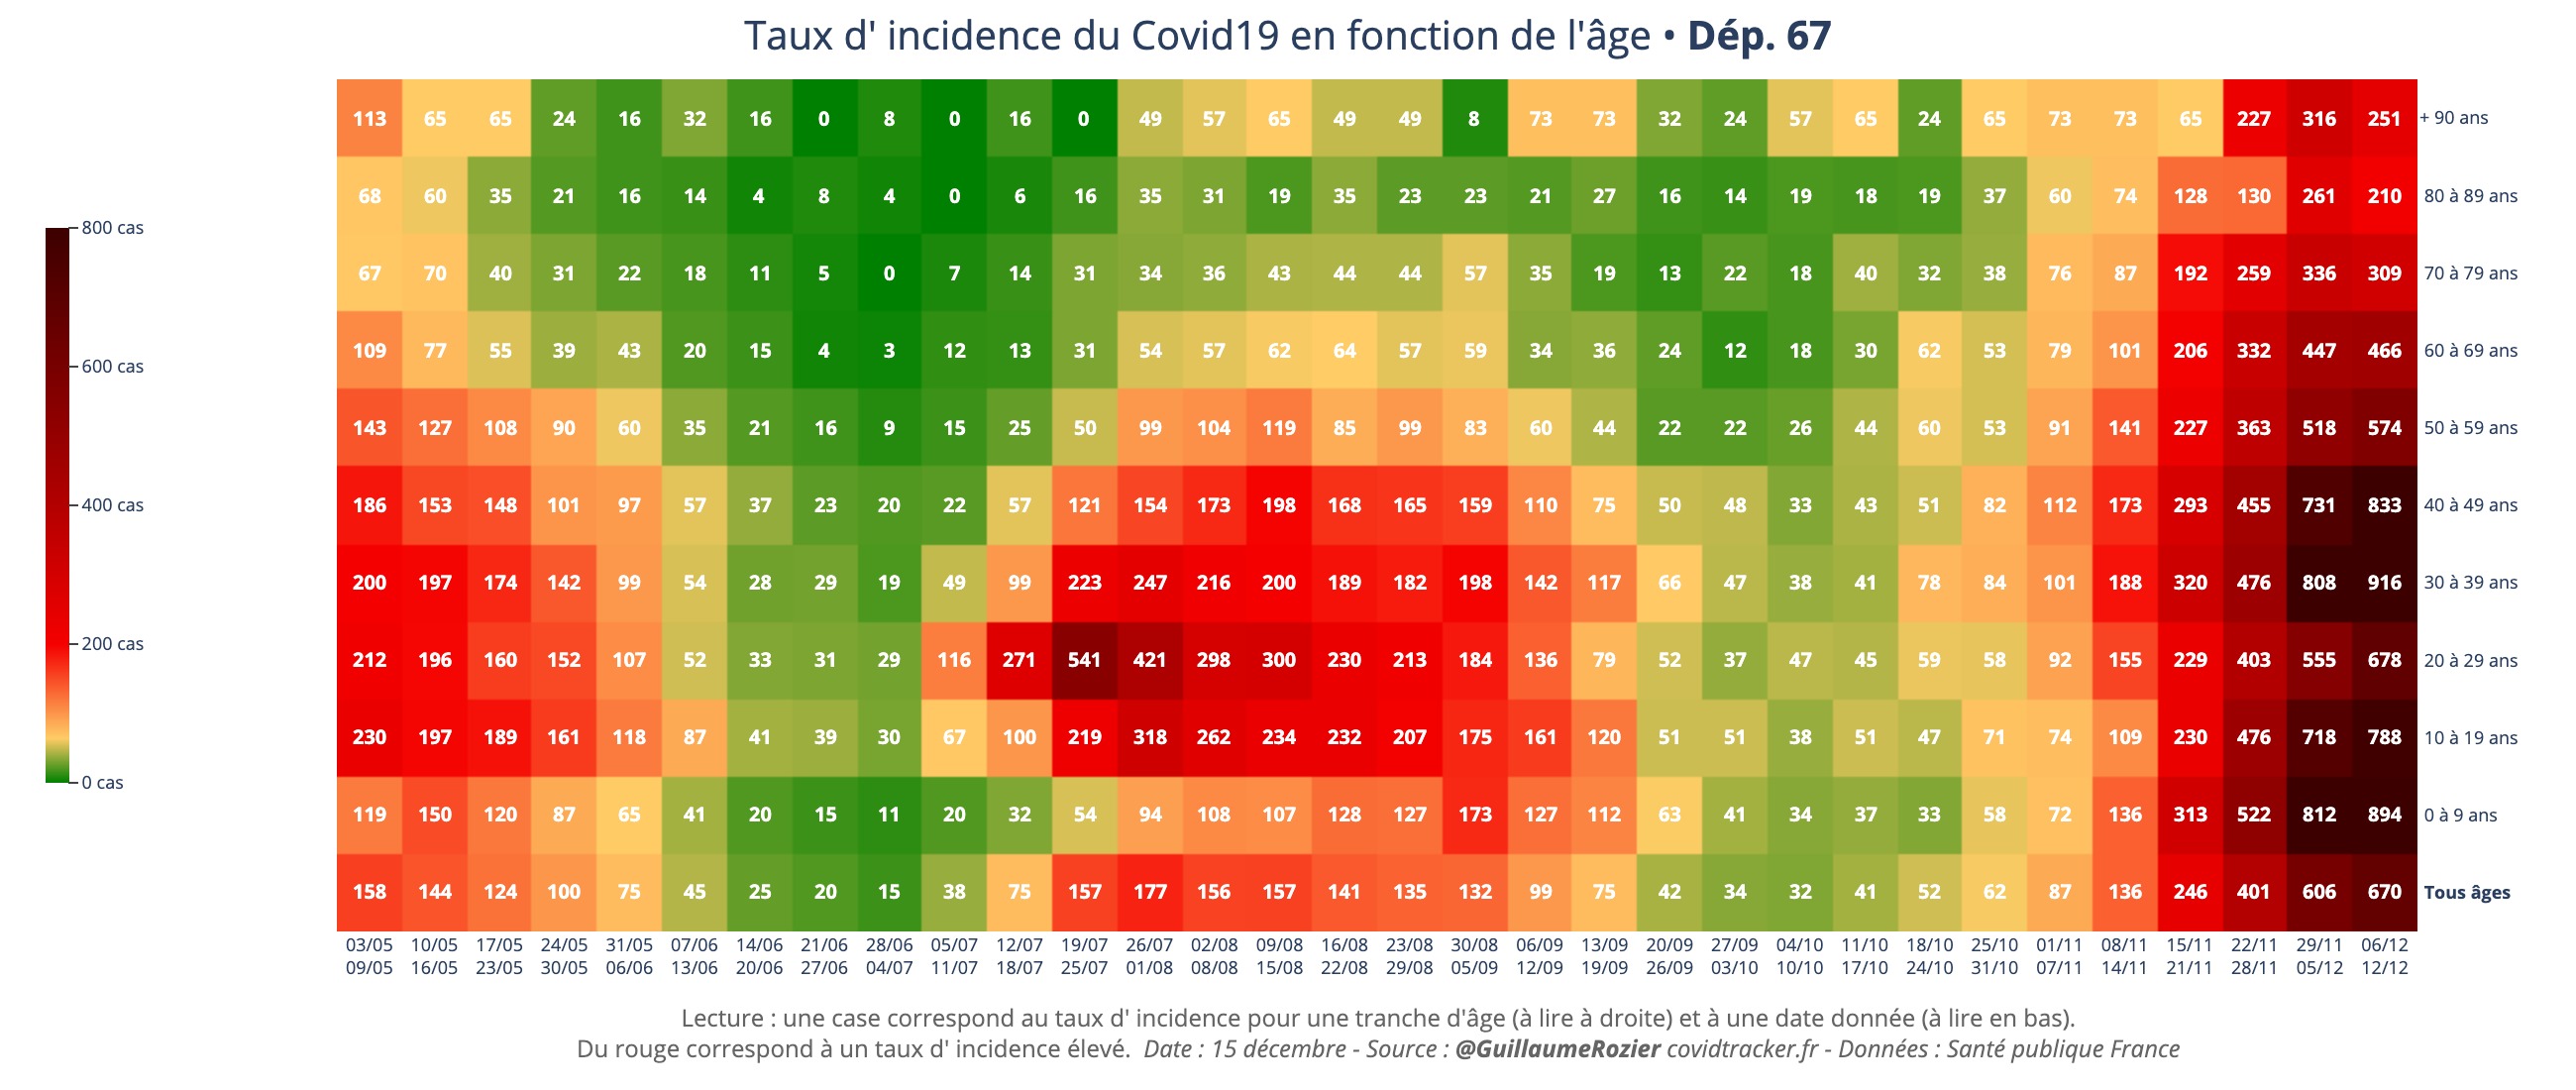 Taux d' incidence du Covid19 en fonction de l'âge • Dép. 67
113 65 65 24 16 32 16 0 8 0 16 0 49 57 65 49 49 8 73 73 32 24 57 65 24 65 73 73 65 227 316 251 + 90 ans
68 60 35 21 16 14 4 8 4 0 6 16 35 31 19 35 23 23 21 27 16 14 19 18 19 37 60 74 128 130 261 210 80 à 89 ans
67 70 40 31 22 18 11 5 0 7 14 31 34 36 43 44 44 57 35 19 13 22 18 40 32 38 76 87 192 259 336 309 70 à 79 ans
109 77 55 39 43 20 15 4 3 12 13 31 54 57 62 64 57 59 34 36 24 12 18 30 62 53 79 101 206 332 447 466 60 à 69 ans
143 127 108 90 60 35 21 16 9 15 25 50 99 104 119 85 99 83 60 44 22 22 26 44 60 53 91 141 227 363 518 574 50 à 59 ans
186 153 148 101 97 57 37 23 20 22 57 121 154 173 198 168 165 159 110 75 50 48 33 43 51 82 112 173 293 455 731 833 40 à 49 ans
200 197 174 142 99 54 28 29 19 49 99 223 247 216 200 189 182 198 142 117 66 47 38 41 78 84 101 188 320 476 808 916 30 à 39 ans
212 196 160 152 107 52 33 31 29 116 271 541 421 298 300 230 213 184 136 79 52 37 47 45 59 58 92 155 229 403 555 678 20 à 29 ans
230 197 189 161 118 87 41 39 30 67 100 219 318 262 234 232 207 175 161 120 51 51 38 51 47 71 74 109 230 476 718 788 10 à 19 ans
119 150 120 87 65 41 20 15 11 20 32 54 94 108 107 128 127 173 127 112 63 41 34 37 33 58 72 136 313 522 812 894 0 à 9 ans
158 144 124 100 75 45 25 20 15 38 75 157 177 156 157 141 135 132 99 75 42 34 32 41 52 62 87 136 246 401 606 670 Tous âges
03/05 10/05 17/05 24/05 31/05 07/06 14/06 21/06 28/06 05/07 12/07 19/07 26/07 02/08 09/08 16/08 23/08 30/08 06/09 13/09 20/09 27/09 04/10 11/10 18/10 25/10 01/11 08/11 15/11 22/11 29/11 06/12
09/05 16/05 23/05 30/05 06/06 13/06 20/06 27/06 04/07 11/07 18/07 25/07 01/08 08/08 15/08 22/08 29/08 05/09 12/09 19/09 26/09 03/10 10/10 17/10 24/10 31/10 07/11 14/11 21/11 28/11 05/12 12/12
800 cas
600 cas
400 cas
200 cas
0 cas
Lecture : une case correspond au taux d' incidence pour une tranche d'âge (à lire à droite) et à une date donnée (à lire en bas).
Du rouge correspond à un taux d' incidence élevé. Date : 15 décembre - Source : @GuillaumeRozier covidtracker.fr - Données : Santé publique France